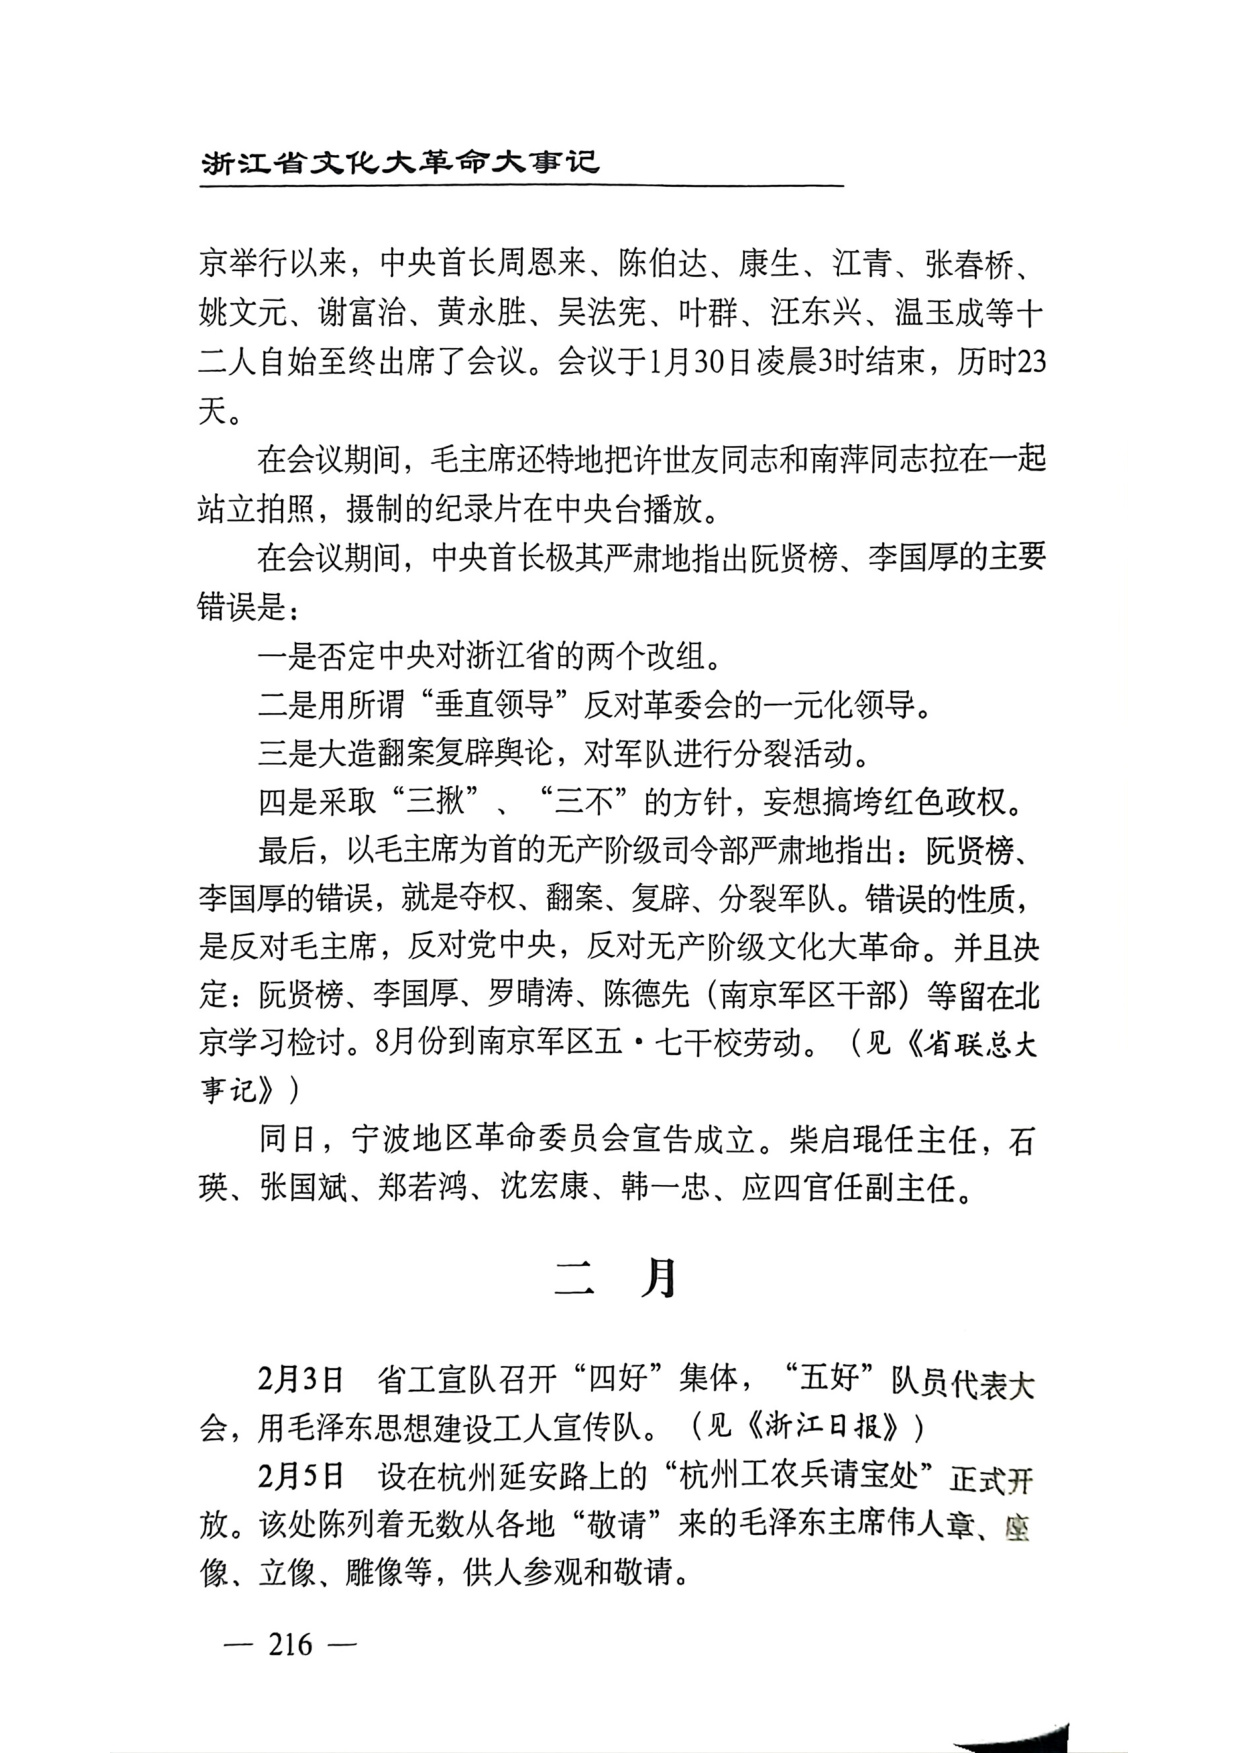 浙江省文化大革命大事记
京举行以来，中央首长周恩来、陈伯达、康生、江青、张春桥、
姚文元、谢富治、黄永胜、吴法宪、叶群、汪东兴、温玉成等十
二人自始至终出席了会议。会议于1月30日凌晨3时结束，历时23
天。
在会议期间，毛主席还特地把许世友同志和南萍同志拉在一起
站立拍照，摄制的纪录片在中央台播放。
在会议期间，中央首长极其严肃地指出阮贤榜、李国厚的主要
错误是：
一是否定中央对浙江省的两个改组。
二是用所谓“垂直领导”反对革委会的一元化领导。
三是大造翻案复辟舆论，对军队进行分裂活动。
四是采取“三揪”、“三不”的方针，妄想搞垮红色政权。
最后，以毛主席为首的无产阶级司令部严肃地指出：阮贤榜、
李国厚的错误，就是夺权、翻案、复辟、分裂军队。错误的性质，
是反对毛主席，反对党中央，反对无产阶级文化大革命。并且决
定：阮贤榜、李国厚、罗晴涛、陈德先（南京军区干部）等留在北
京学习检讨。8月份到南京军区五·七干校劳动。（见《省联总大
事记》）
同日，宁波地区革命委员会宣告成立。柴启琨任主任，石
瑛、张国斌、郑若鸿、沈宏康、韩一忠、应四官任副主任。
二 月
2月3日 省工宣队召开“四好”集体，“五好”队员代表大
会，用毛泽东思想建设工人宣传队。（见《浙江日报》）
2月5日 设在杭州延安路上的“杭州工农兵请宝处”正式开
放。该处陈列着无数从各地“敬请”来的毛泽东主席伟人章、座
像、立像、雕像等，供人参观和敬请。
— 216 —